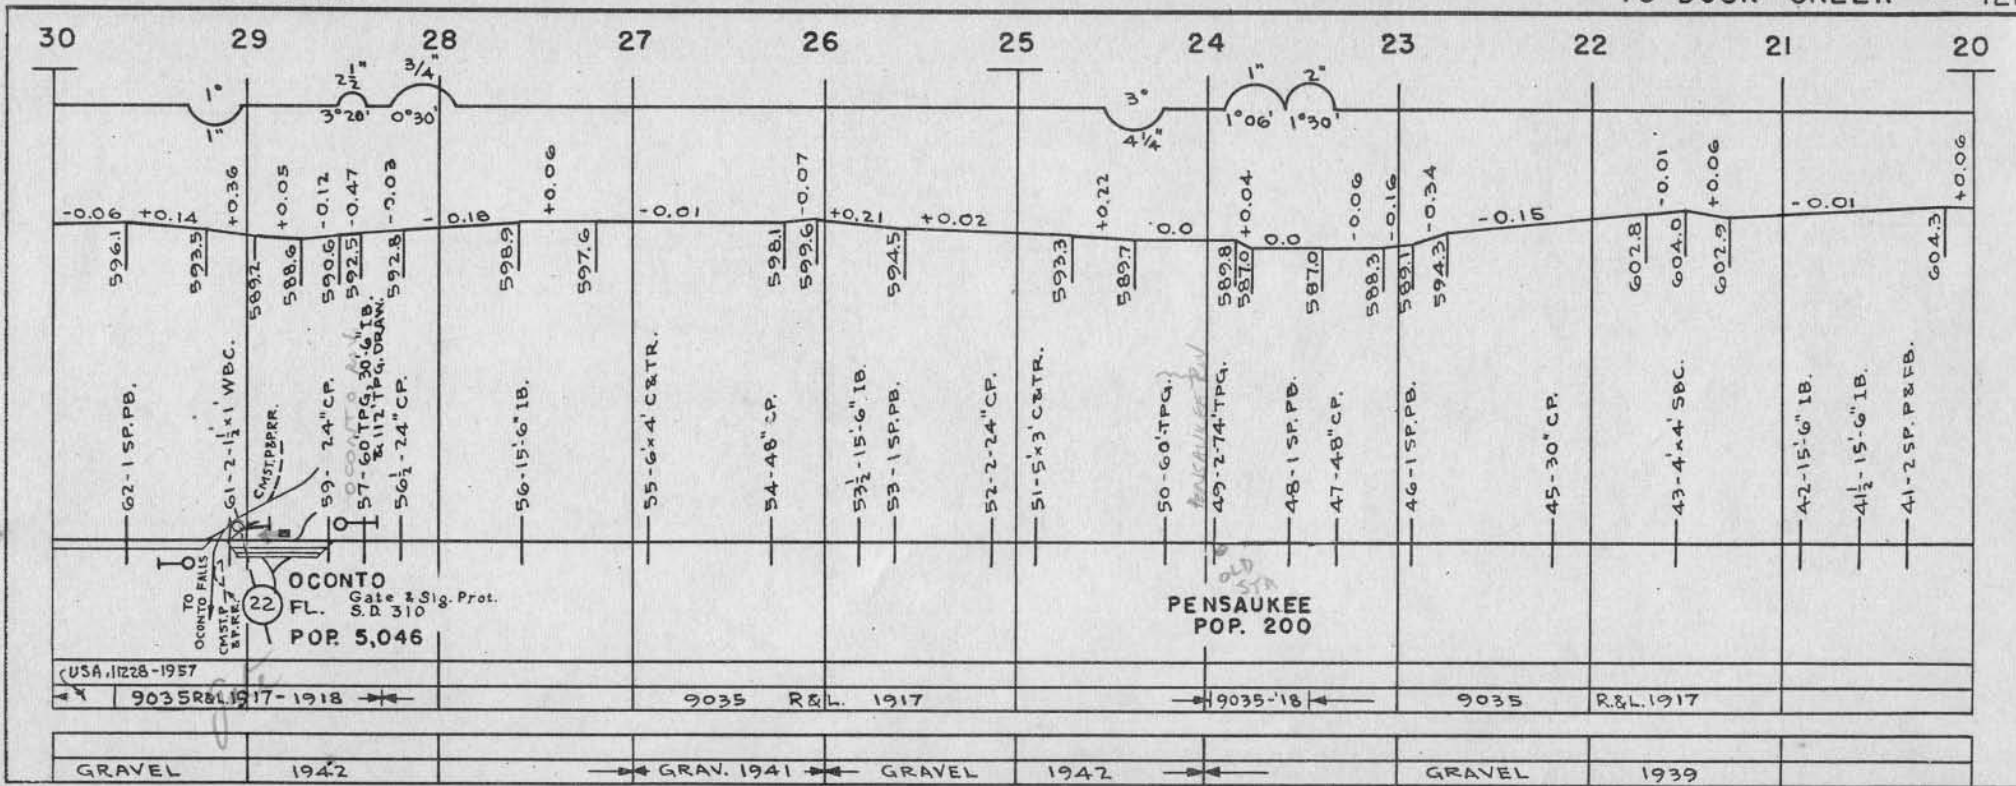 TO DUCK CREEK
30 29 28 27 26 25 24 23 22 21 20
1° 2½" 3/4" 3° 1" 2"
1" 3°20' 0°30' 4¼" 1°06' 1°30'
-0.06 +0.14 +0.36 +0.05 -0.12 -0.47 -0.03 -0.18 +0.06 -0.01 -0.07 +0.21 +0.02 +0.22 0.0 +0.04 0.0 -0.06 -0.16 -0.34 -0.15 -0.01 +0.06 -0.01 +0.06
596.1 593.5 589.2 588.6 590.6 592.5 592.8 598.9 597.6 598.1 599.6 594.5 593.3 589.7 589.8 587.0 587.0 588.3 589.1 594.3 602.8 604.0 602.9 604.3
62-1 SP. PB.
61-2-1½'x1' WBC.
CMST.P&P.RR.
59-24" CP.
OCONTO RIV
57-60' TPG, 30'-6" IB.
& 112' TPG. DRAW.
56½-24" CP.
56-15'-6" IB.
55-6'x4' C&TR.
54-48" CP.
53½-15'-6" IB.
53-1 SP. PB.
52-2-24" CP.
51-5'x3' C&TR.
50-60' TPG.
PENSAUKEE RIV
49-2-74' TPG.
48-1 SP. PB.
47-48" CP.
46-1 SP. PB.
45-30" CP.
43-4'x4' SBC.
42-15'-6" IB.
41½-15'-6" IB.
41-2 SP. P&FB.
OLD
STA
TO
OCONTO FALLS
CMST.P.
&P.R.R.
22
OCONTO
FL. Gate & Sig. Prot.
S.D. 310
POP. 5,046
PENSAUKEE
POP. 200
USA, 11228-1957
9035 R&L. 1917-1918 9035 R&L. 1917 9035-'18 9035 R.&L. 1917
GRAVEL 1942 GRAV. 1941 GRAVEL 1942 GRAVEL 1939